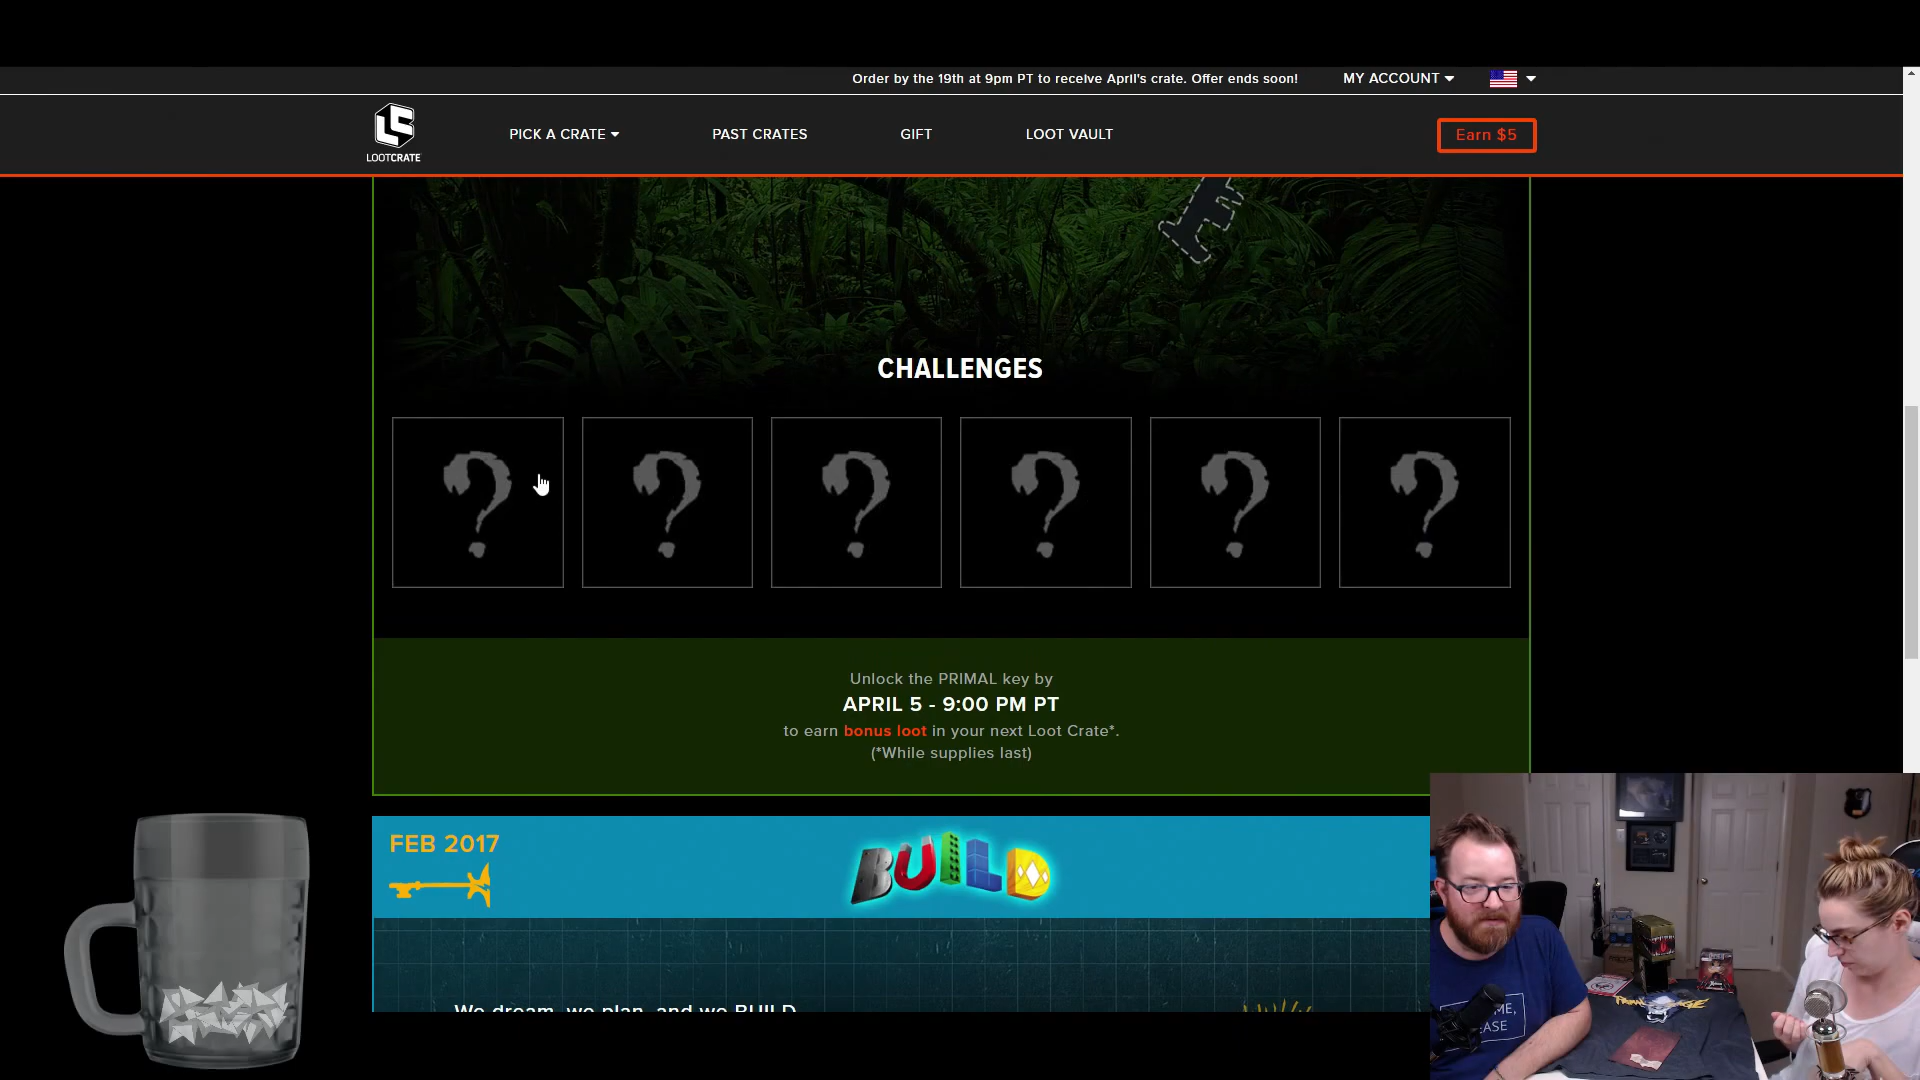 Order by the 19th at 9pm PT to receive April's crate. Offer ends soon!
MY ACCOUNT
LOOTCRATE
PICK A CRATE
PAST CRATES
GIFT
LOOT VAULT
Earn $5
CHALLENGES
? ? ? ? ? ?
Unlock the PRIMAL key by
APRIL 5 - 9:00 PM PT
to earn bonus loot in your next Loot Crate*.
(*While supplies last)
FEB 2017
BUILD
We dream, we plan, and we BUILD